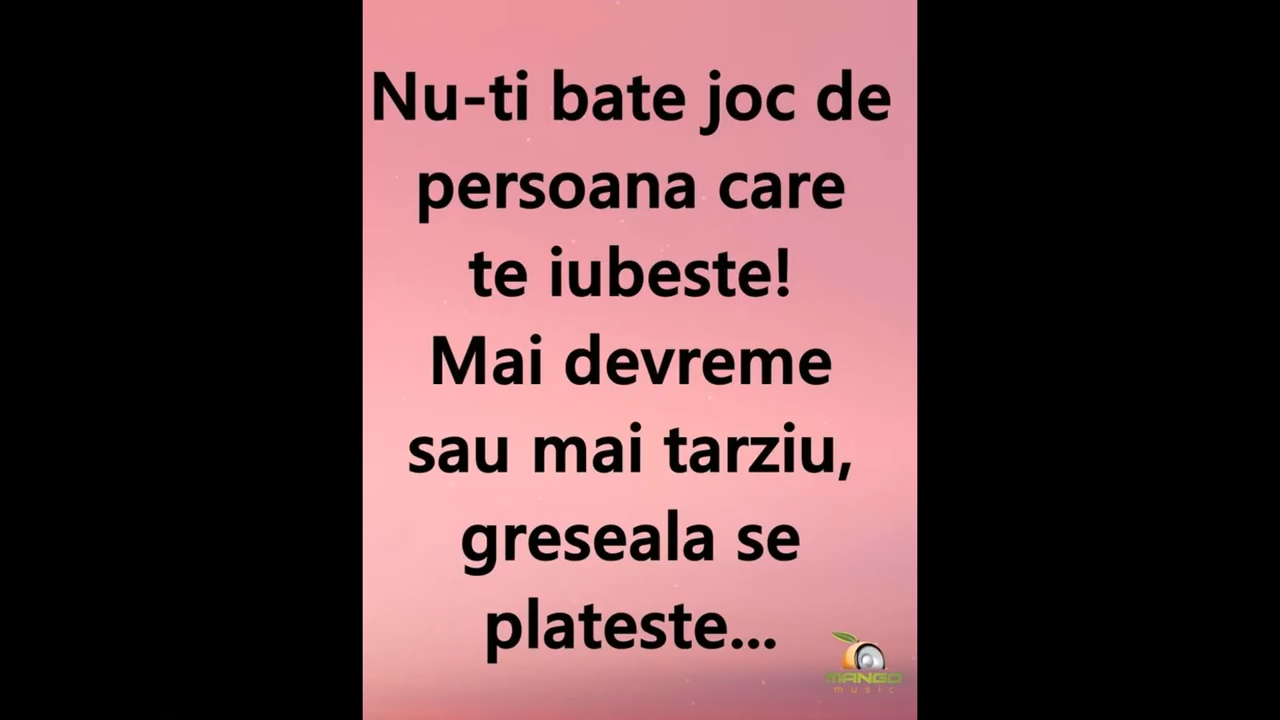 Nu-ti bate joc de
persoana care
te iubeste!
Mai devreme
sau mai tarziu,
greseala se
plateste...
MANGO
music